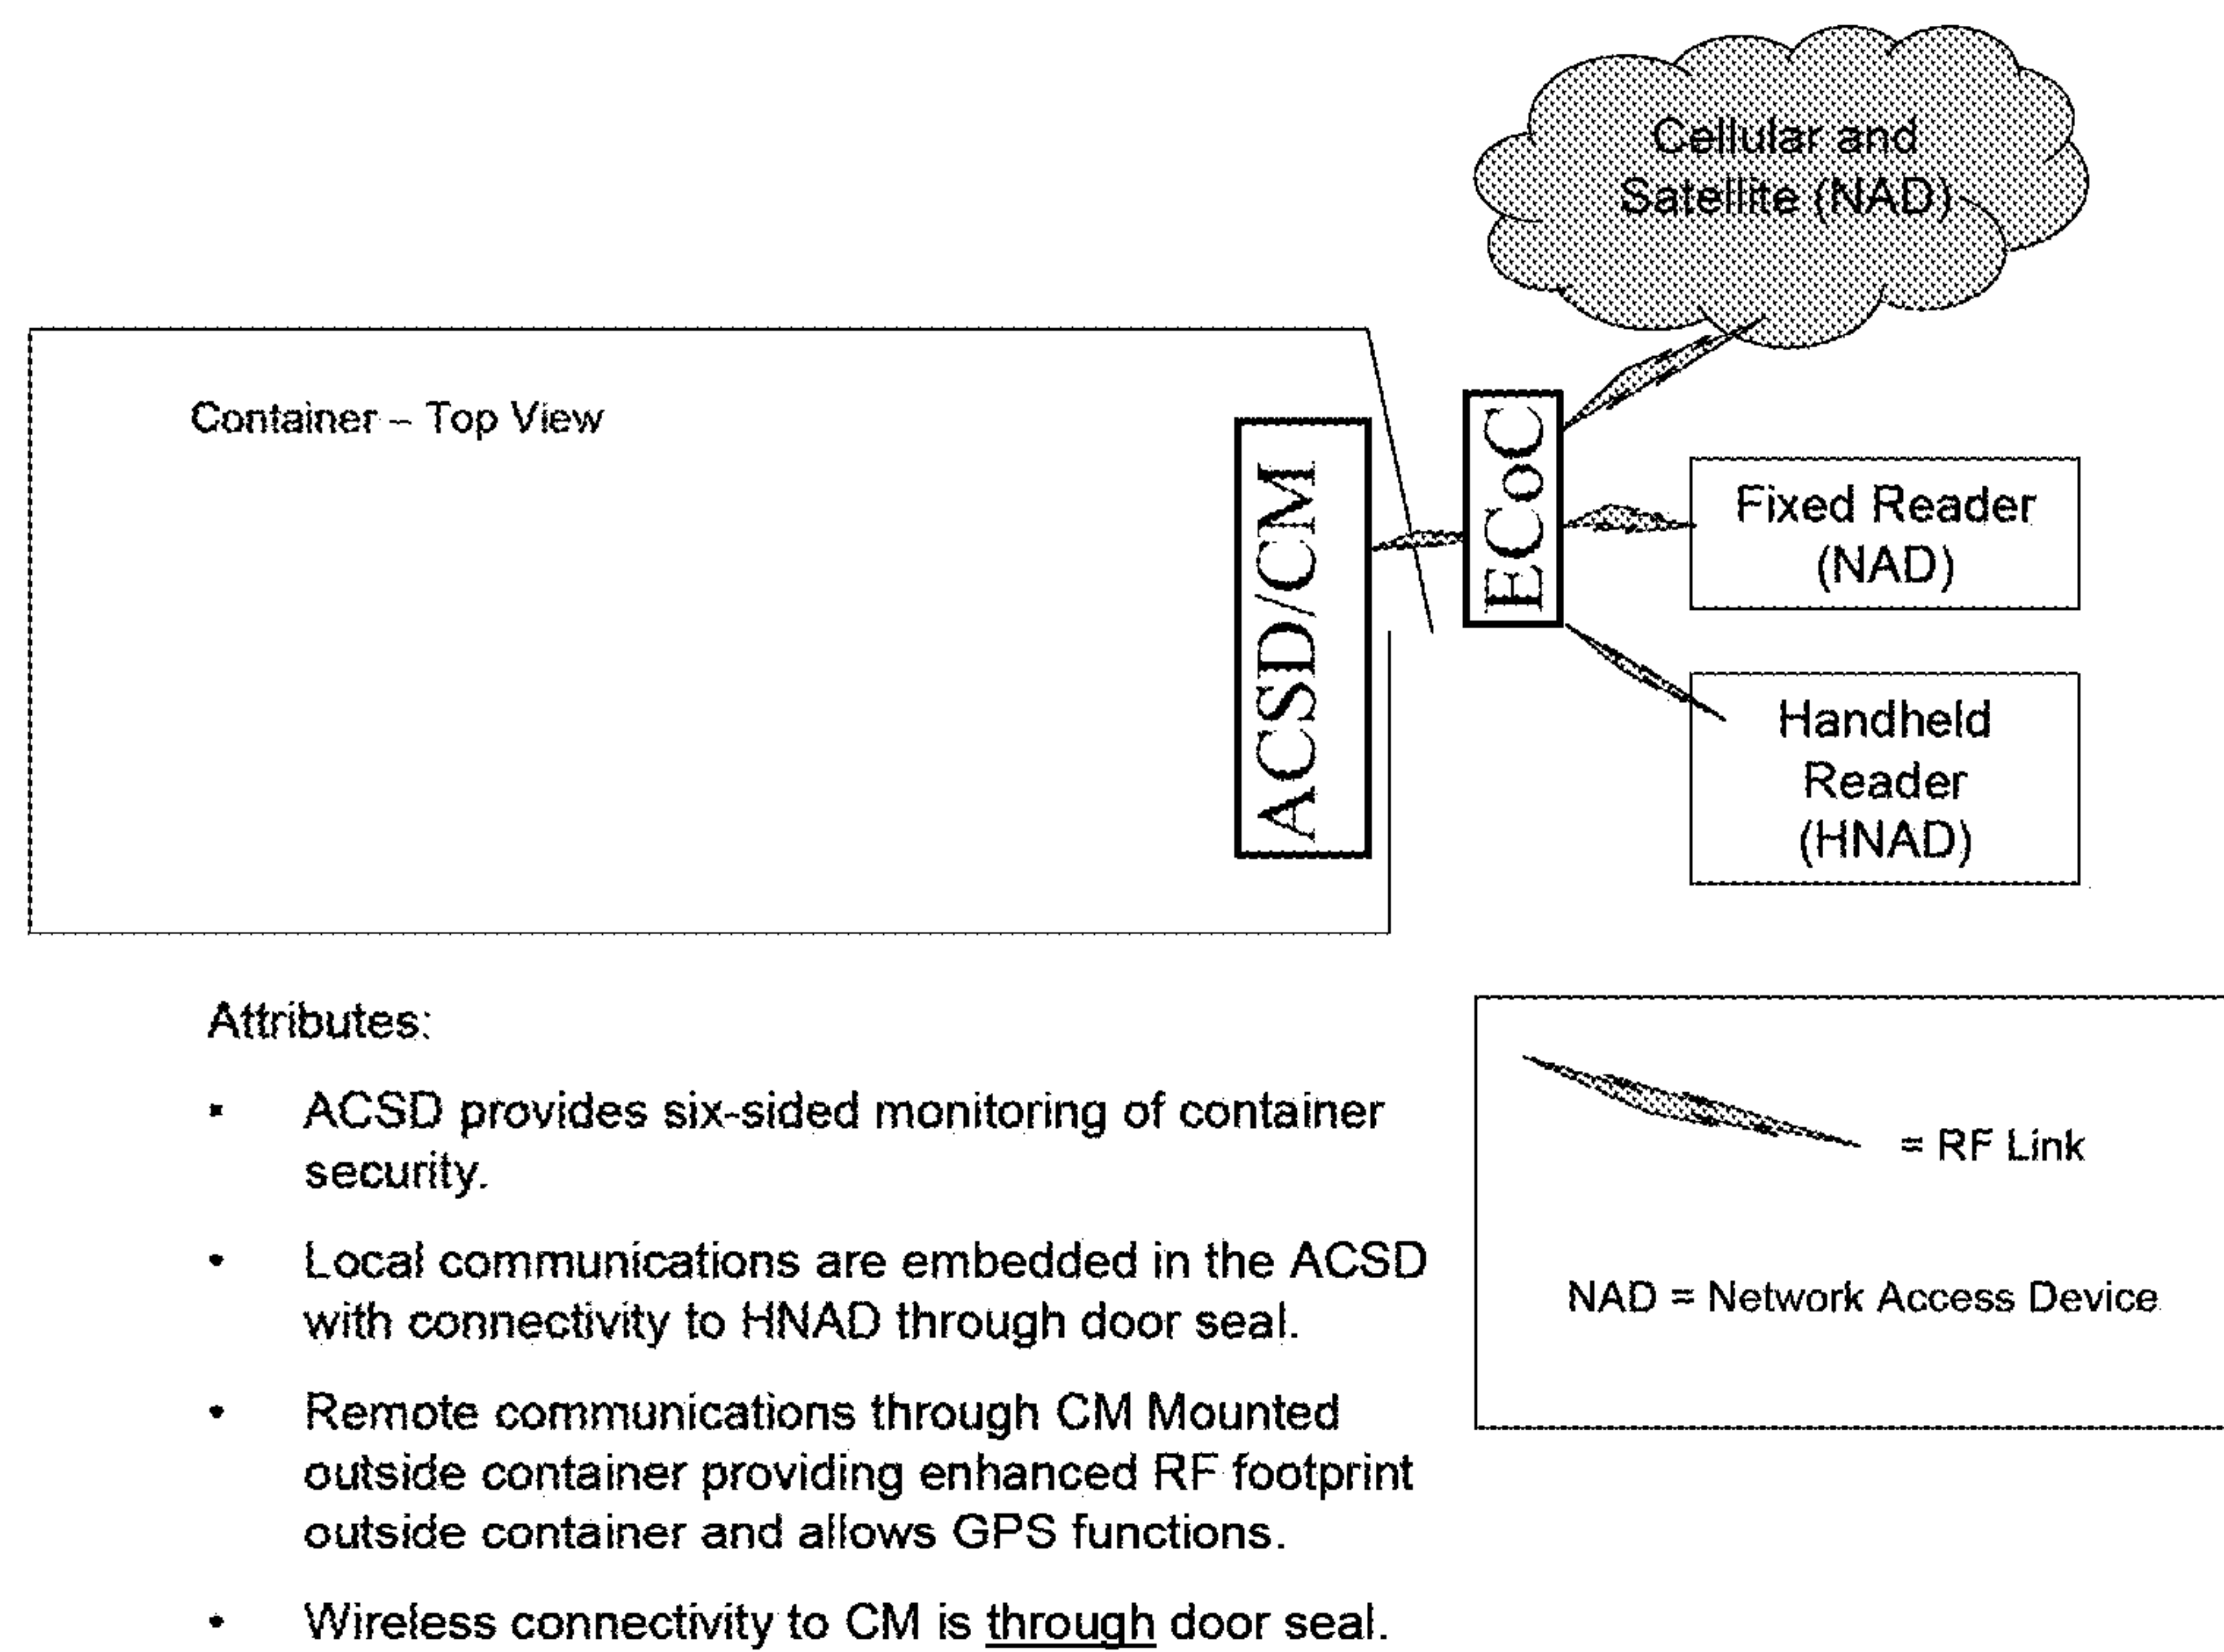 Cellular and
Satellite (NAD)
Container – Top View
ACSD/CM
ECoC
Fixed Reader
(NAD)
Handheld
Reader
(HNAD)
Attributes:
• ACSD provides six-sided monitoring of container
security.
• Local communications are embedded in the ACSD
with connectivity to HNAD through door seal.
• Remote communications through CM Mounted
outside container providing enhanced RF footprint
outside container and allows GPS functions.
• Wireless connectivity to CM is through door seal.
= RF Link
NAD = Network Access Device